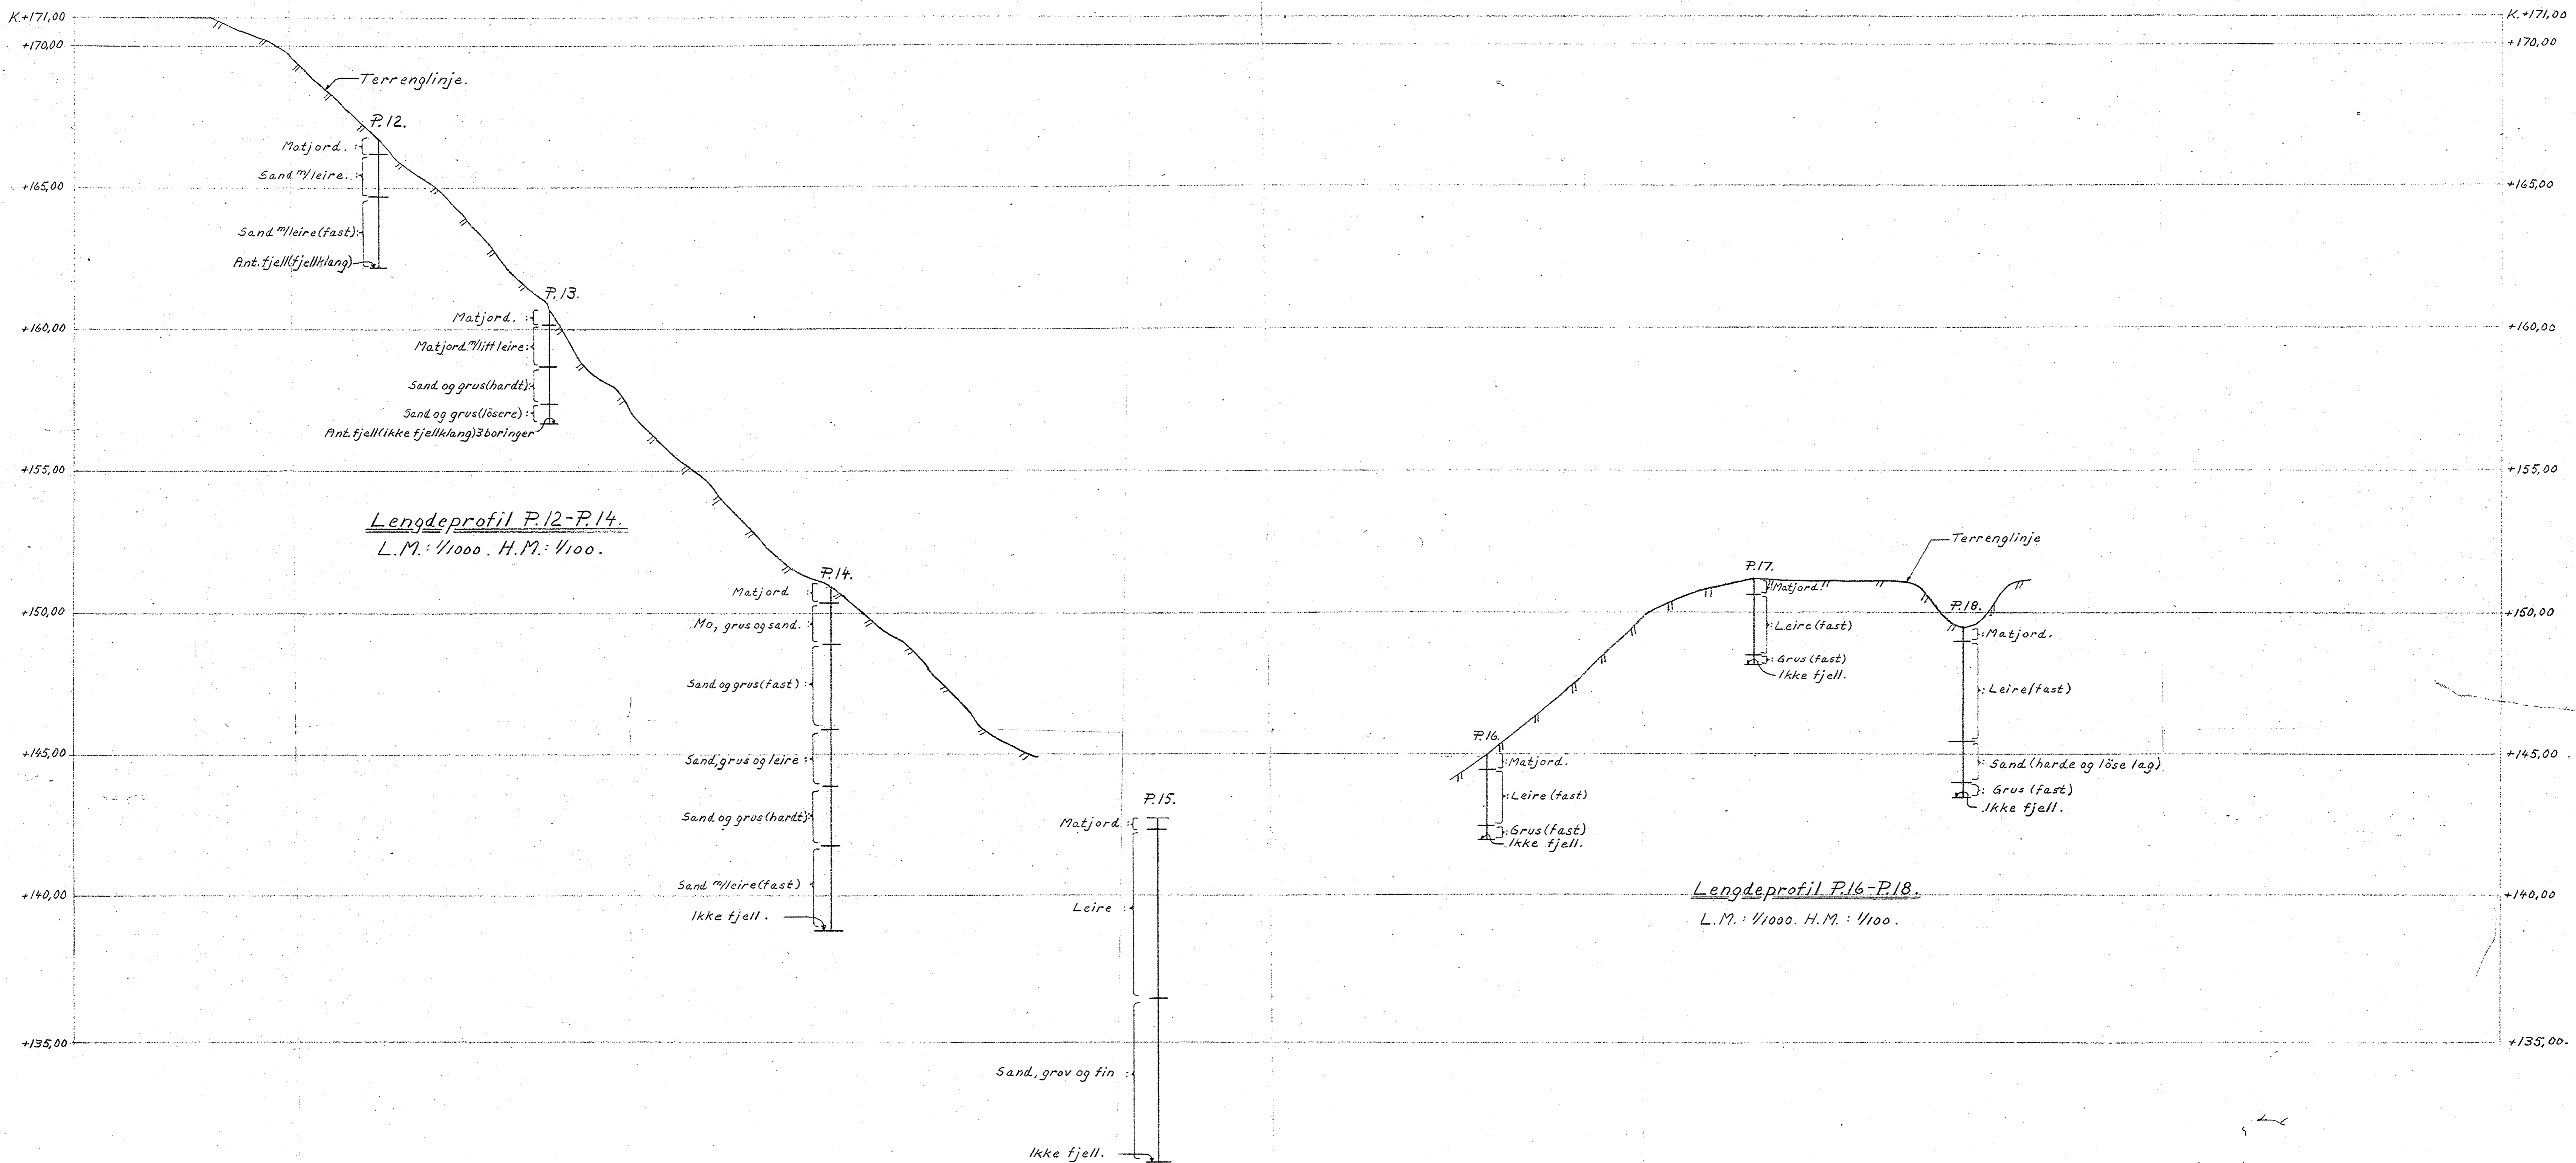 K.+171,00
+170,00
+165,00
+160,00
+155,00
+150,00
+145,00
+140,00
+135,00
Terrenglinje.
P.12.
Matjord. :
Sand m/leire. :
Sand m/leire(fast):
Ant.fjell(fjellklang)
P.13.
Matjord. :
Matjord m/litt leire:
Sand og grus(hardt):
Sand og grus(lösere) :
Ant.fjell(ikke fjellklang)3boringer
Lengdeprofil P.12-P.14.
L.M.: 1/1000. H.M.: 1/100.
P.14.
Matjord :
Mo, grus og sand. :
Sand og grus(fast) :
Sand, grus og leire :
Sand og grus(hardt):
Sand m/leire(fast)
Ikke fjell.
P.15.
Matjord :
Leire :
Sand, grov og fin :
Ikke fjell.
P.16.
:Matjord.
:Leire (fast)
:Grus(fast)
Ikke fjell.
P.17.
:Matjord.
:Leire(fast)
:Grus (fast)
Ikke fjell.
Terrenglinje
P.18.
:Matjord.
:Leire(fast)
: Sand (harde og löse lag)
: Grus (fast)
Ikke fjell.
Lengdeprofil P.16-P.18.
L.M.: 1/1000. H.M.: 1/100.
K.+171,00
+170,00
+165,00
+160,00
+155,00
+150,00
+145,00
+140,00
+135,00.